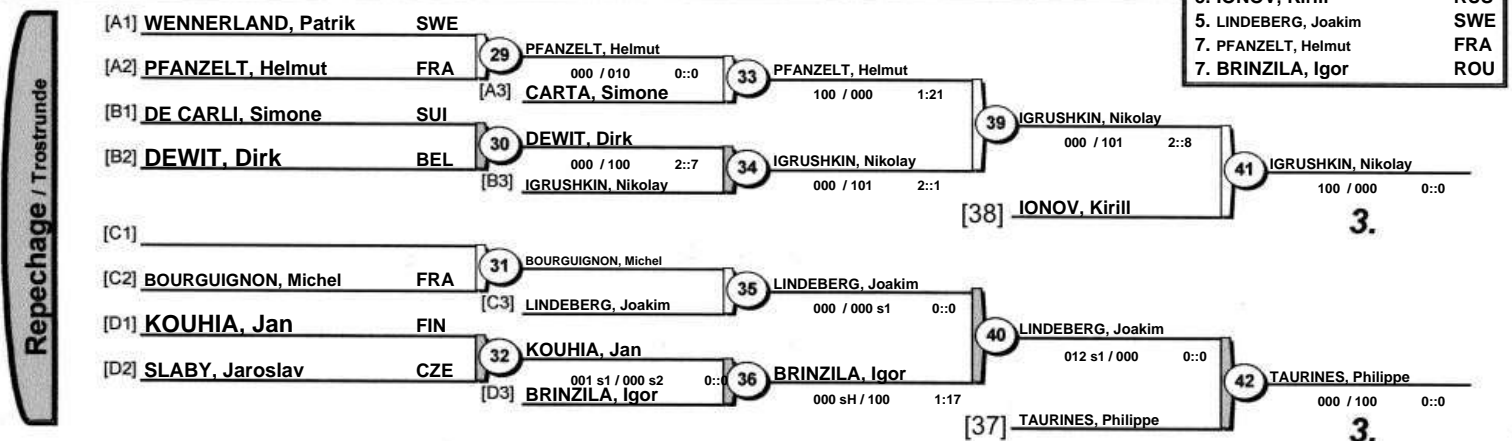 5. LINDEBERG, Joakim SWE
7. PFANZELT, Helmut FRA
7. BRINZILA, Igor ROU
Repechage / Trostrunde
[A1] WENNERLAND, Patrik SWE
[A2] PFANZELT, Helmut FRA
[B1] DE CARLI, Simone SUI
[B2] DEWIT, Dirk BEL
[C1]
[C2] BOURGUIGNON, Michel FRA
[D1] KOUHIA, Jan FIN
[D2] SLABY, Jaroslav CZE
29
PFANZELT, Helmut
000 / 010 0::0
[A3] CARTA, Simone
30
DEWIT, Dirk
000 / 100 2::7
[B3] IGRUSHKIN, Nikolay
31
BOURGUIGNON, Michel
[C3] LINDEBERG, Joakim
32
KOUHIA, Jan
001 s1 / 000 s2 0::0
[D3] BRINZILA, Igor
33
PFANZELT, Helmut
100 / 000 1:21
34
IGRUSHKIN, Nikolay
000 / 101 2::1
35
LINDEBERG, Joakim
000 / 000 s1 0::0
36
BRINZILA, Igor
000 sH / 100 1:17
39
IGRUSHKIN, Nikolay
000 / 101 2::8
[38] IONOV, Kirill
40
LINDEBERG, Joakim
012 s1 / 000 0::0
[37] TAURINES, Philippe
41
IGRUSHKIN, Nikolay
100 / 000 0::0
3.
42
TAURINES, Philippe
000 / 100 0::0
3.